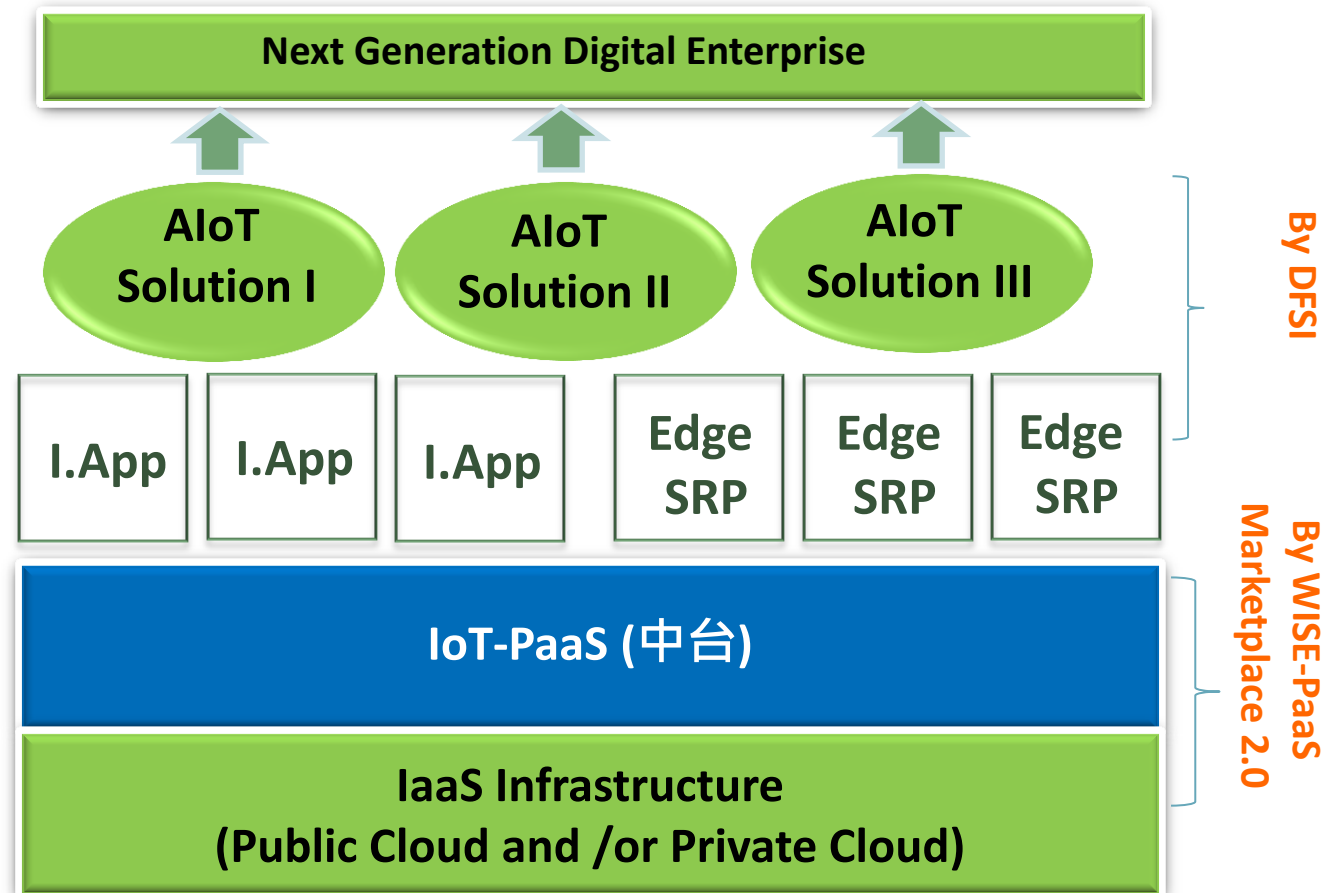 Next Generation Digital Enterprise
AIoT
Solution I
AIoT
Solution II
AIoT
Solution III
By DFSI
I.App
I.App
I.App
Edge
SRP
Edge
SRP
Edge
SRP
IoT-PaaS (中台)
By WISE-PaaS
Marketplace 2.0
IaaS Infrastructure
(Public Cloud and /or Private Cloud)